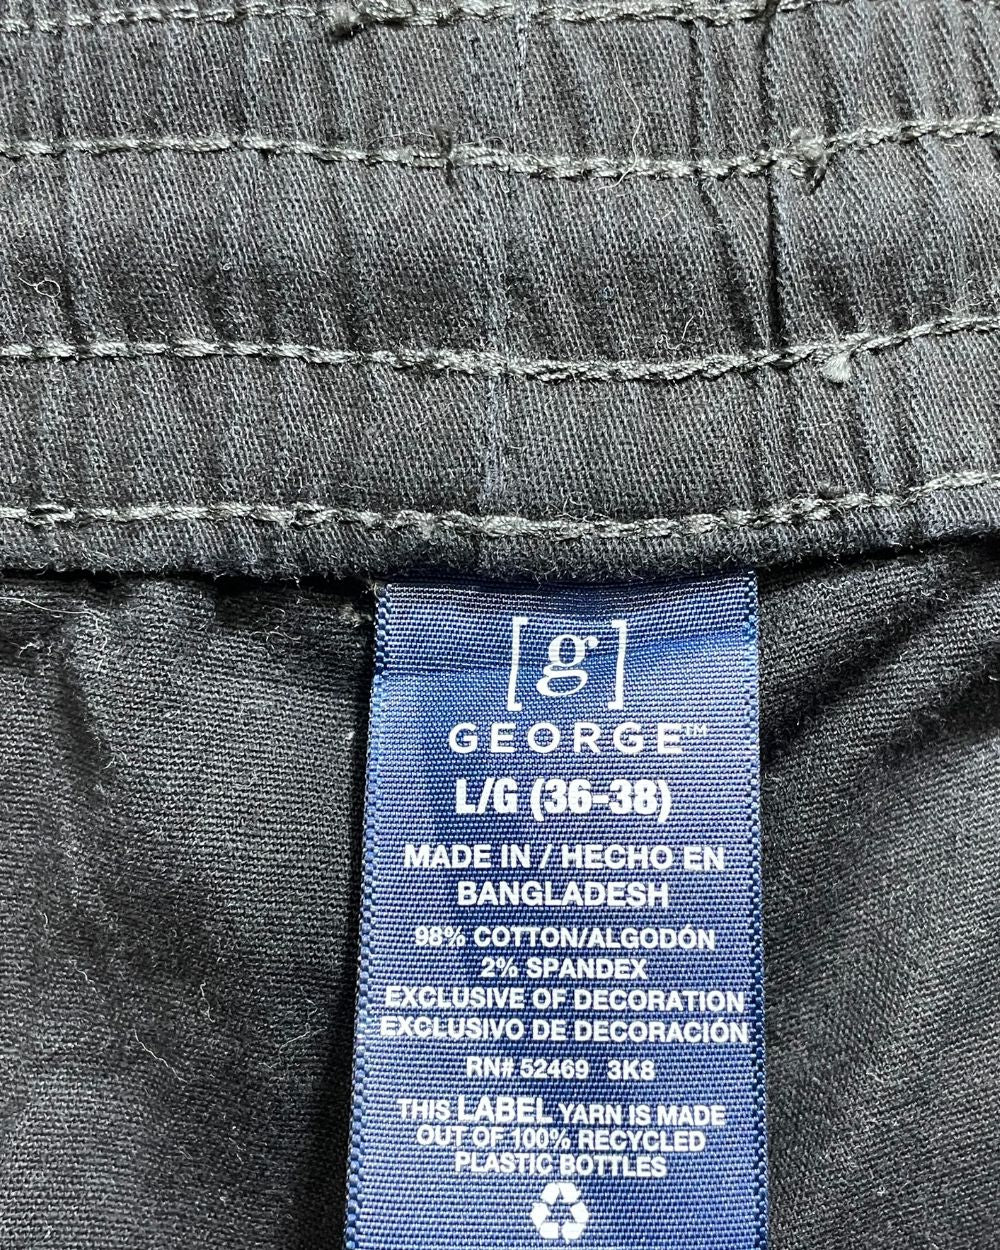 [g]
GEORGE™
L/G (36-38)
MADE IN / HECHO EN
BANGLADESH
98% COTTON/ALGODÓN
2% SPANDEX
EXCLUSIVE OF DECORATION
EXCLUSIVO DE DECORACIÓN
RN# 52469 3K8
THIS LABEL YARN IS MADE
OUT OF 100% RECYCLED
PLASTIC BOTTLES